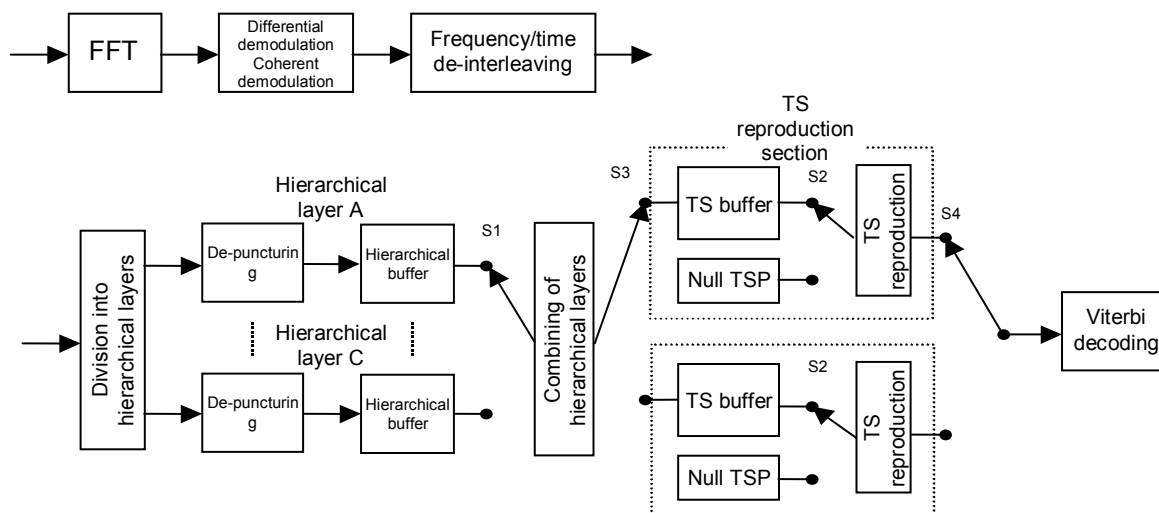 FFT
Differential
demodulation
Coherent
demodulation
Frequency/time
de-interleaving
TS
reproduction
section
Hierarchical
layer A
S1
S3
S2
S4
Division into
hierarchical layers
De-puncturin
g
Hierarchical
buffer
Combining of
hierarchical layers
TS buffer
Null TSP
TS
reproduction
Viterbi
decoding
Hierarchical
layer C
De-puncturin
g
Hierarchical
buffer
S2
TS buffer
Null TSP
TS
reproduction